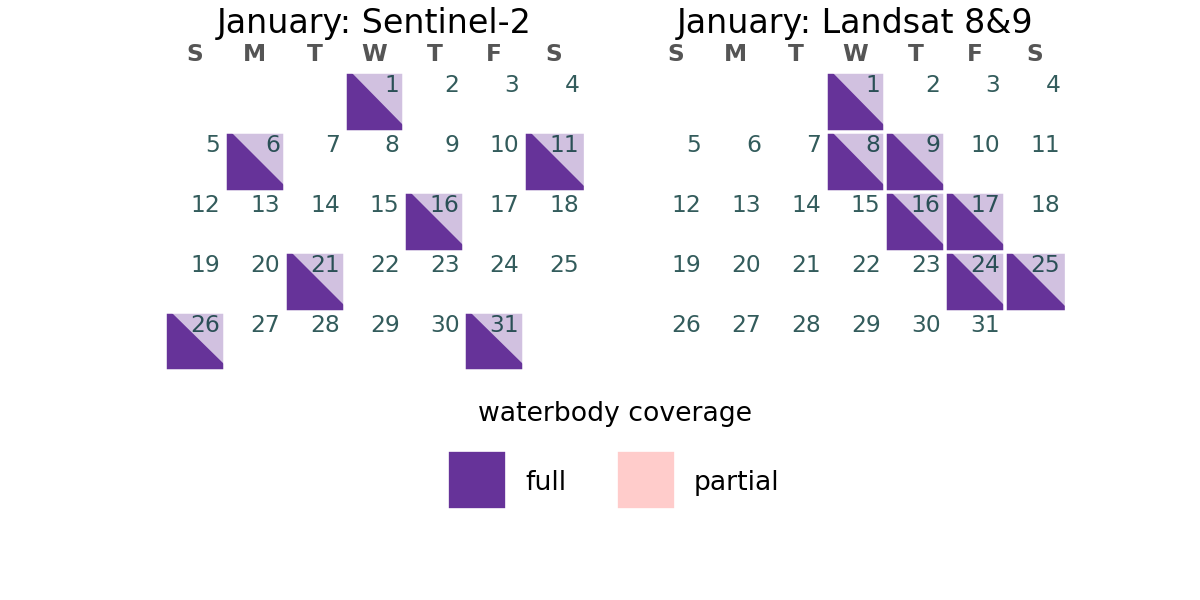 January: Sentinel-2
S M T W T F S
1 2 3 4
5 6 7 8 9 10 11
12 13 14 15 16 17 18
19 20 21 22 23 24 25
26 27 28 29 30 31
January: Landsat 8&9
S M T W T F S
1 2 3 4
5 6 7 8 9 10 11
12 13 14 15 16 17 18
19 20 21 22 23 24 25
26 27 28 29 30 31
waterbody coverage
full partial